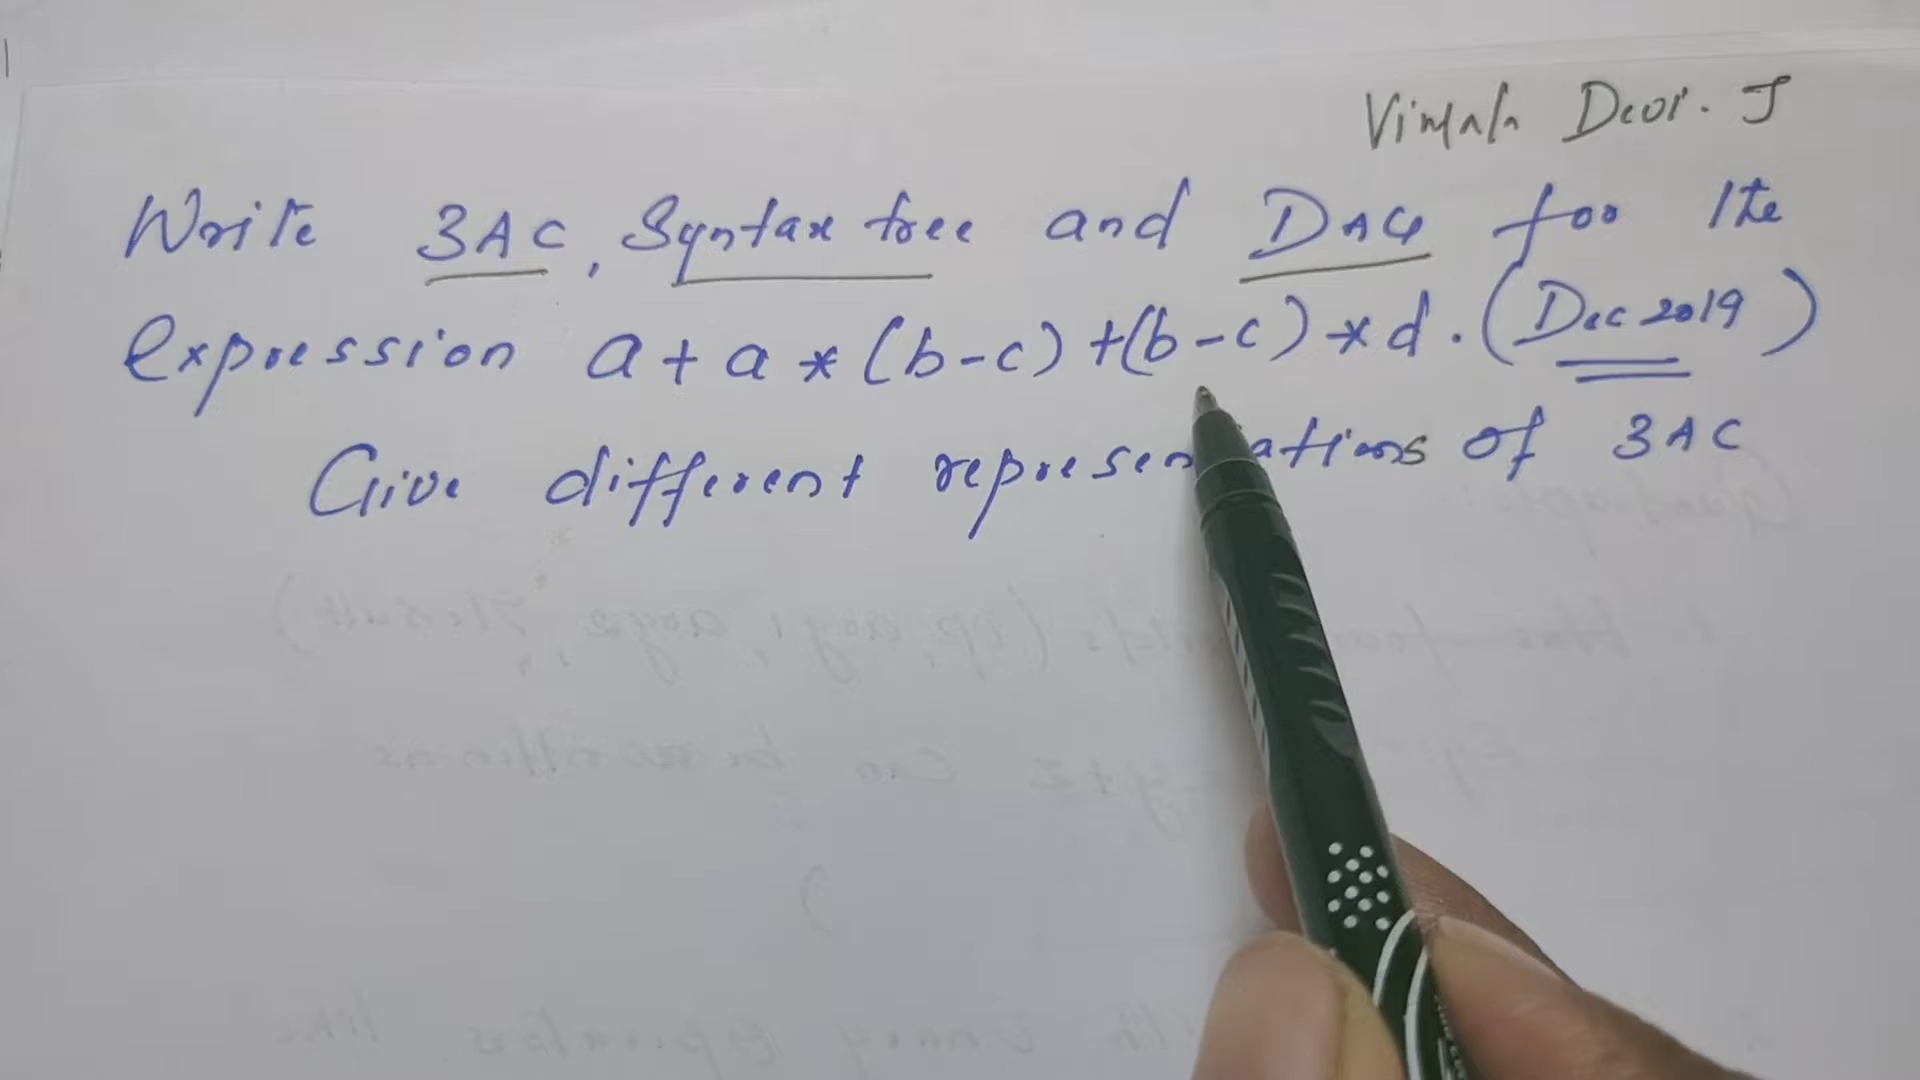 Vimala Devi. J
Write 3AC, Syntax tree and DAG for the
Expression a + a * (b - c) + (b - c) * d. (Dec 2019)
Give different representations of 3AC